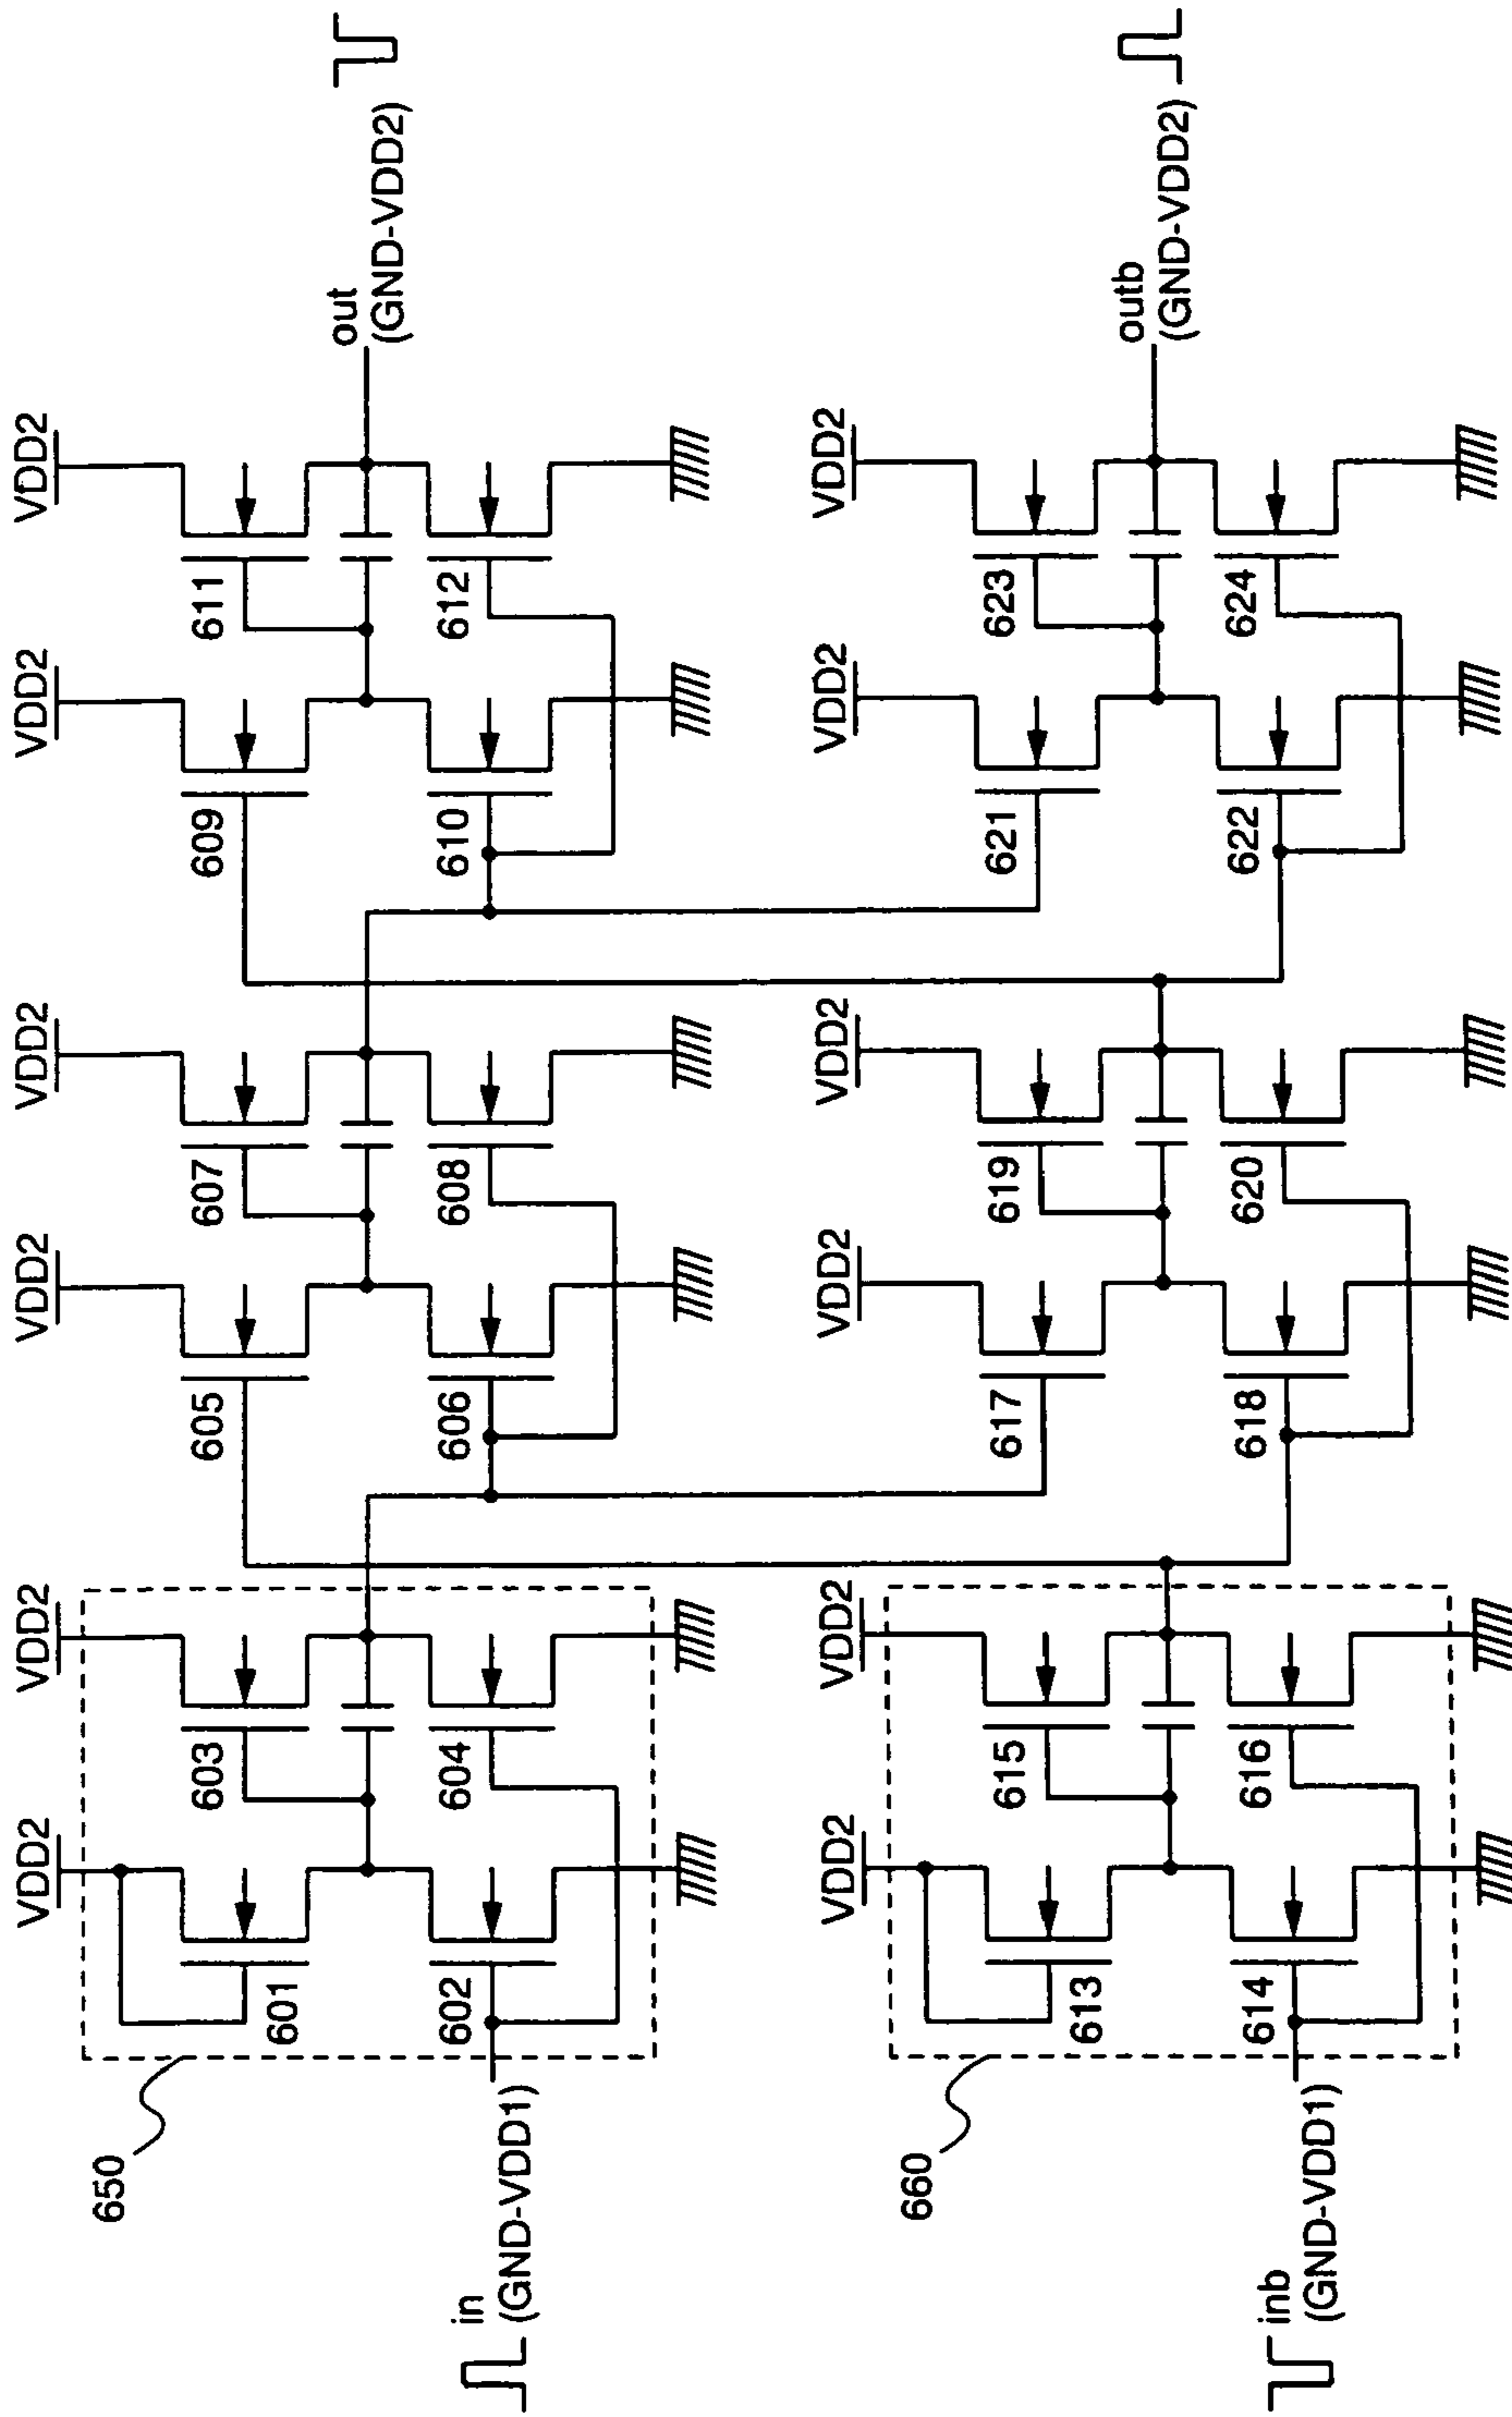 650
in
(GND-VDD1)
VDD2
VDD2
VDD2
VDD2
VDD2
VDD2
601
603
605
607
609
611
602
604
606
608
610
612
out
(GND-VDD2)
660
inb
(GND-VDD1)
VDD2
VDD2
VDD2
VDD2
VDD2
VDD2
613
615
617
619
621
623
614
616
618
620
622
624
outb
(GND-VDD2)